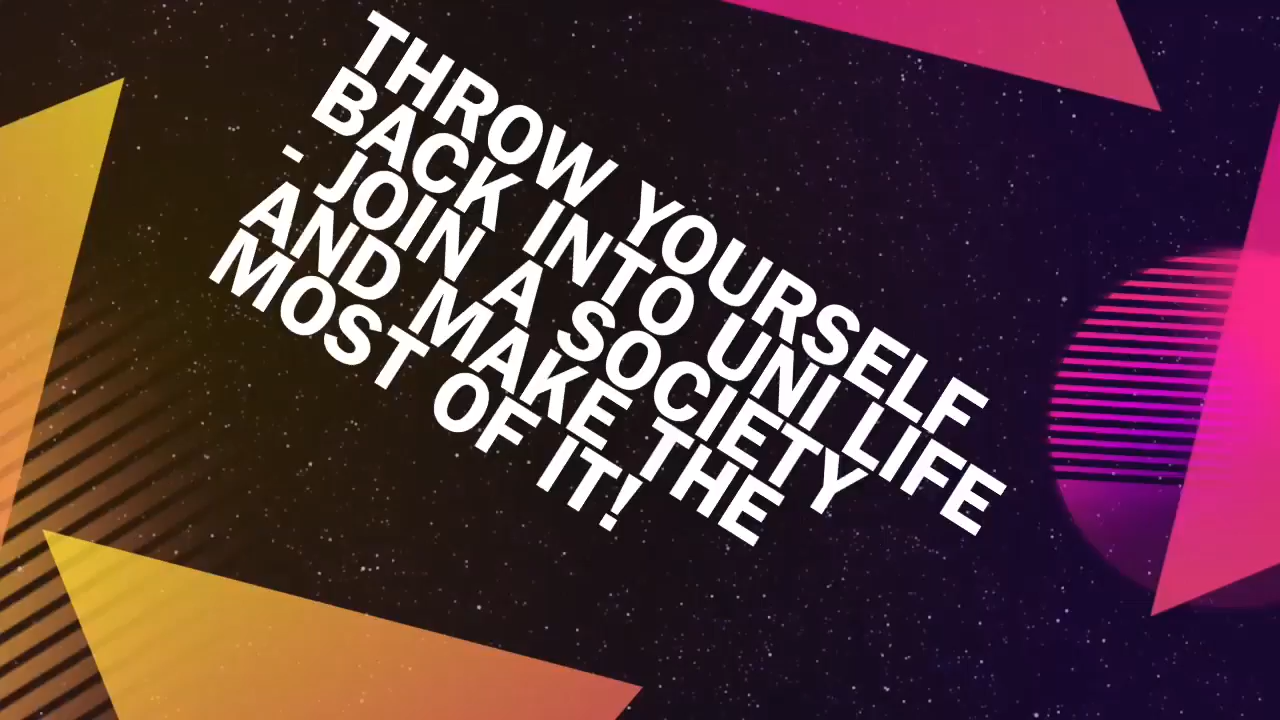 THROW YOURSELF
BACK INTO UNI LIFE
- JOIN A SOCIETY
AND MAKE THE
MOST OF IT!